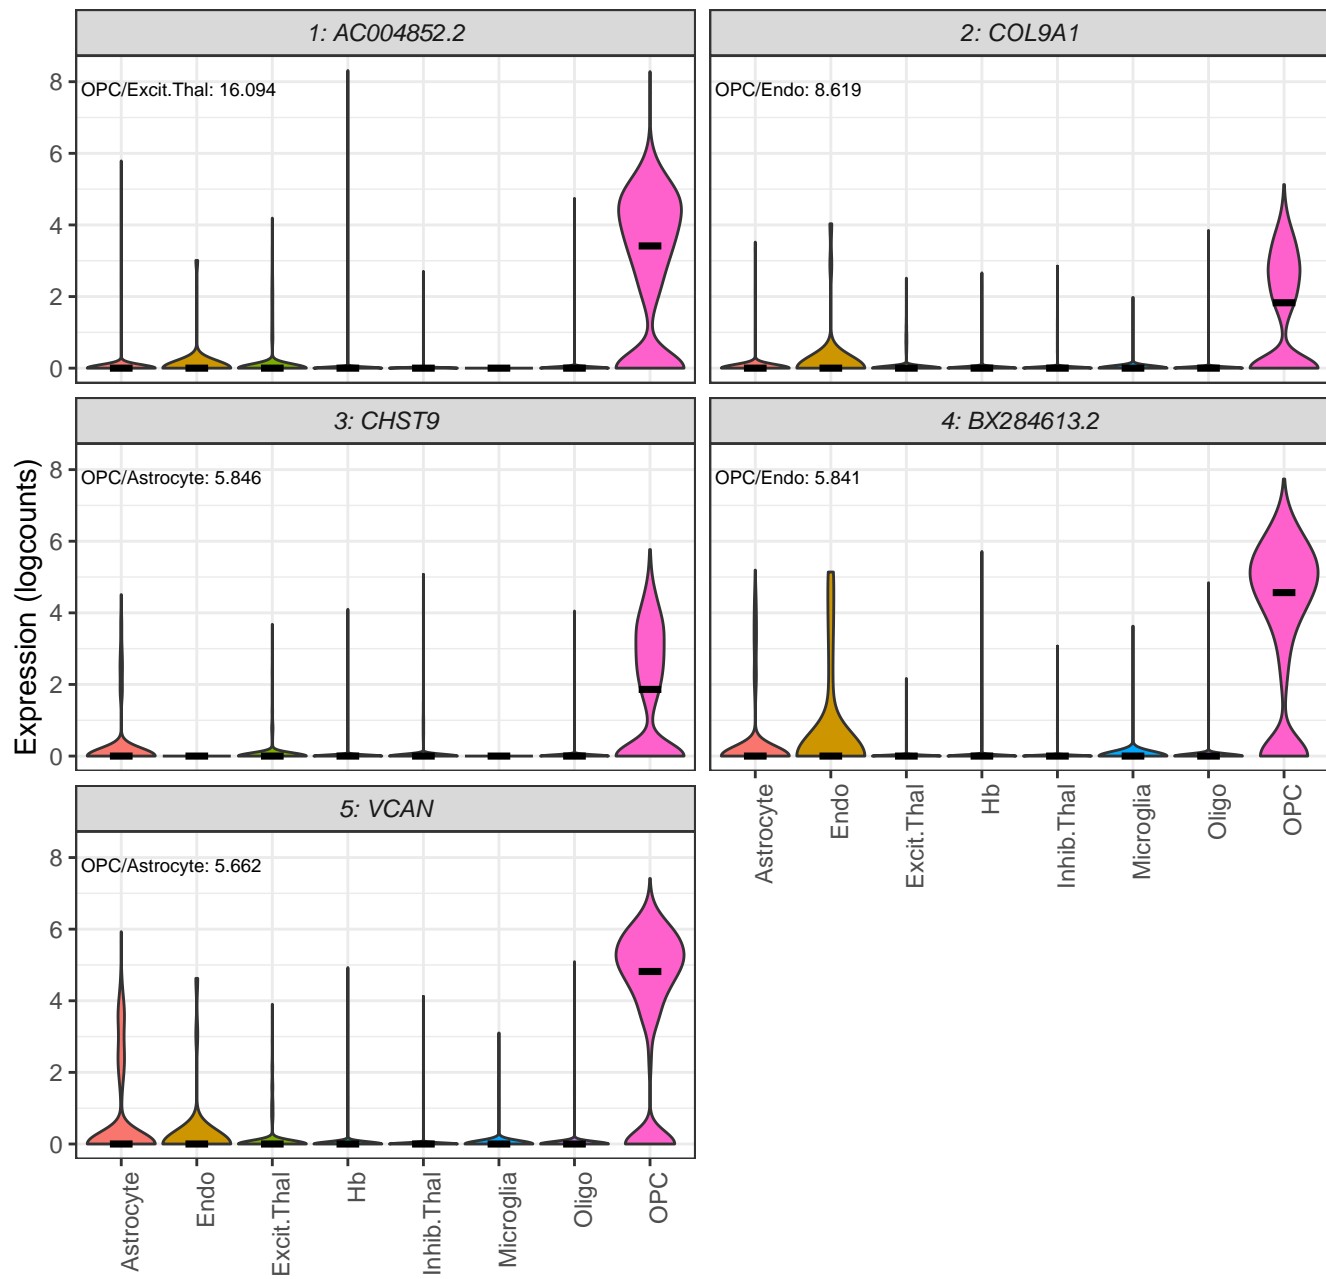 1: AC004852.2
2: COL9A1
OPC/Excit.Thal: 16.094
OPC/Endo: 8.619
8
6
4
2
0
3: CHST9
4: BX284613.2
OPC/Astrocyte: 5.846
OPC/Endo: 5.841
8
6
4
2
0
Expression (logcounts)
Astrocyte
Endo
Excit.Thal
Hb
Inhib.Thal
Microglia
Oligo
OPC
5: VCAN
OPC/Astrocyte: 5.662
8
6
4
2
0
Astrocyte
Endo
Excit.Thal
Hb
Inhib.Thal
Microglia
Oligo
OPC